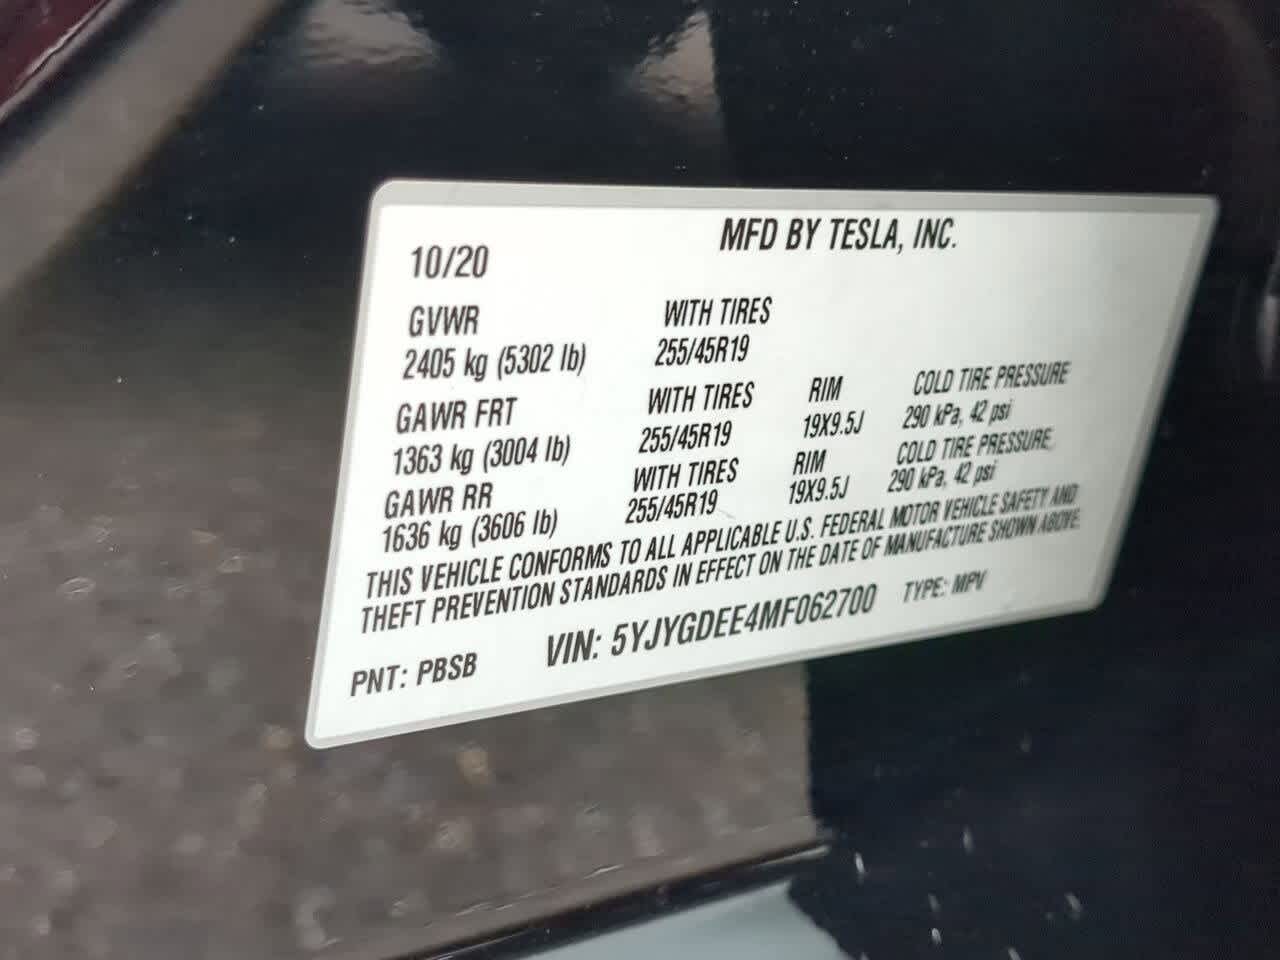 MFD BY TESLA, INC.
10/20
GVWR WITH TIRES
2405 kg (5302 lb) 255/45R19
GAWR FRT WITH TIRES RIM COLD TIRE PRESSURE
1363 kg (3004 lb) 255/45R19 19X9.5J 290 kPa, 42 psi
GAWR RR WITH TIRES RIM COLD TIRE PRESSURE
1636 kg (3606 lb) 255/45R19 19X9.5J 290 kPa, 42 psi
THIS VEHICLE CONFORMS TO ALL APPLICABLE U.S. FEDERAL MOTOR VEHICLE SAFETY AND
THEFT PREVENTION STANDARDS IN EFFECT ON THE DATE OF MANUFACTURE SHOWN ABOVE.
PNT: PBSB VIN: 5YJYGDEE4MF062700 TYPE: MPV